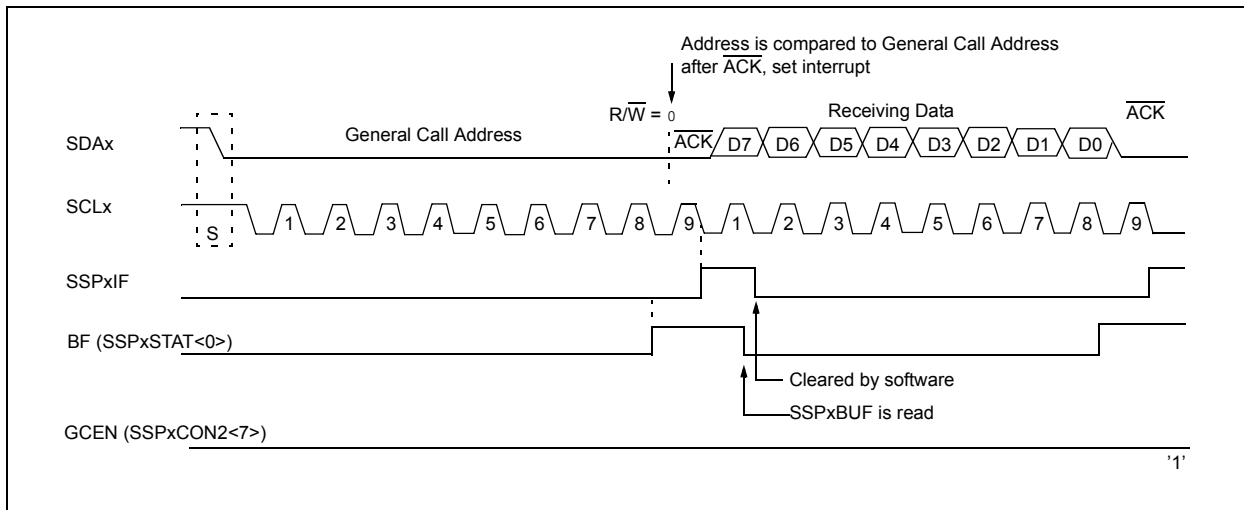 Address is compared to General Call Address
after ACK, set interrupt
R/W = 0
Receiving Data
ACK
SDAx
General Call Address
ACK
D7 D6 D5 D4 D3 D2 D1 D0
SCLx
S
1 2 3 4 5 6 7 8 9 1 2 3 4 5 6 7 8 9
SSPxIF
BF (SSPxSTAT<0>)
Cleared by software
SSPxBUF is read
GCEN (SSPxCON2<7>)
’1’